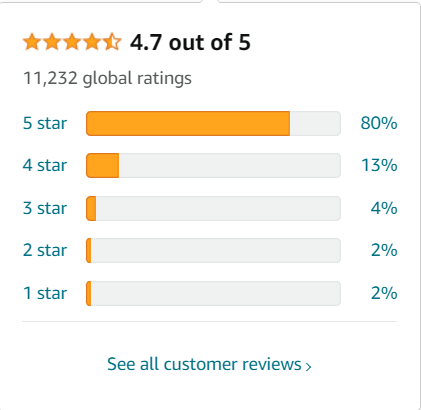 4.7 out of 5
11,232 global ratings
5 star 80%
4 star 13%
3 star 4%
2 star 2%
1 star 2%
See all customer reviews ›